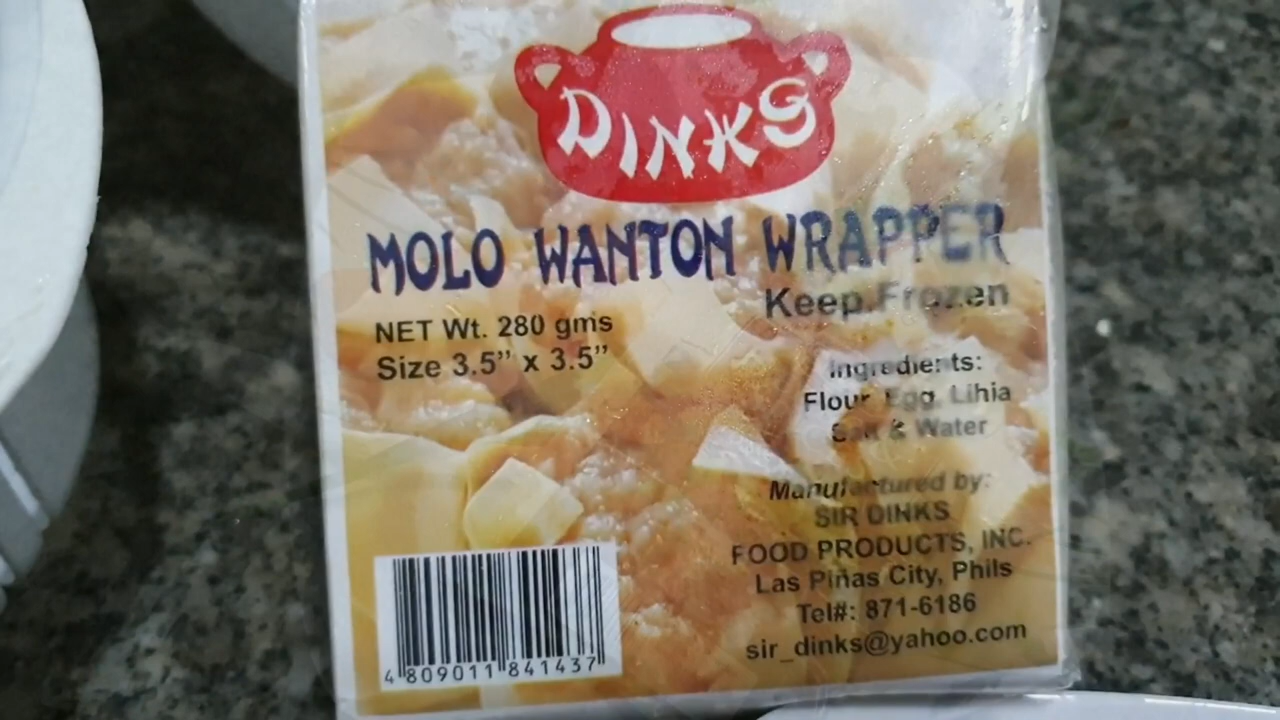 DINKS
MOLO WANTON WRAPPER
Keep Frozen
NET Wt. 280 gms
Size 3.5” x 3.5”
Ingredients:
Flour, Egg, Lihia
Salt & Water
Manufactured by:
SIR DINKS
FOOD PRODUCTS, INC.
Las Piñas City, Phils
Tel#: 871-6186
sir_dinks@yahoo.com
4 809011 841437